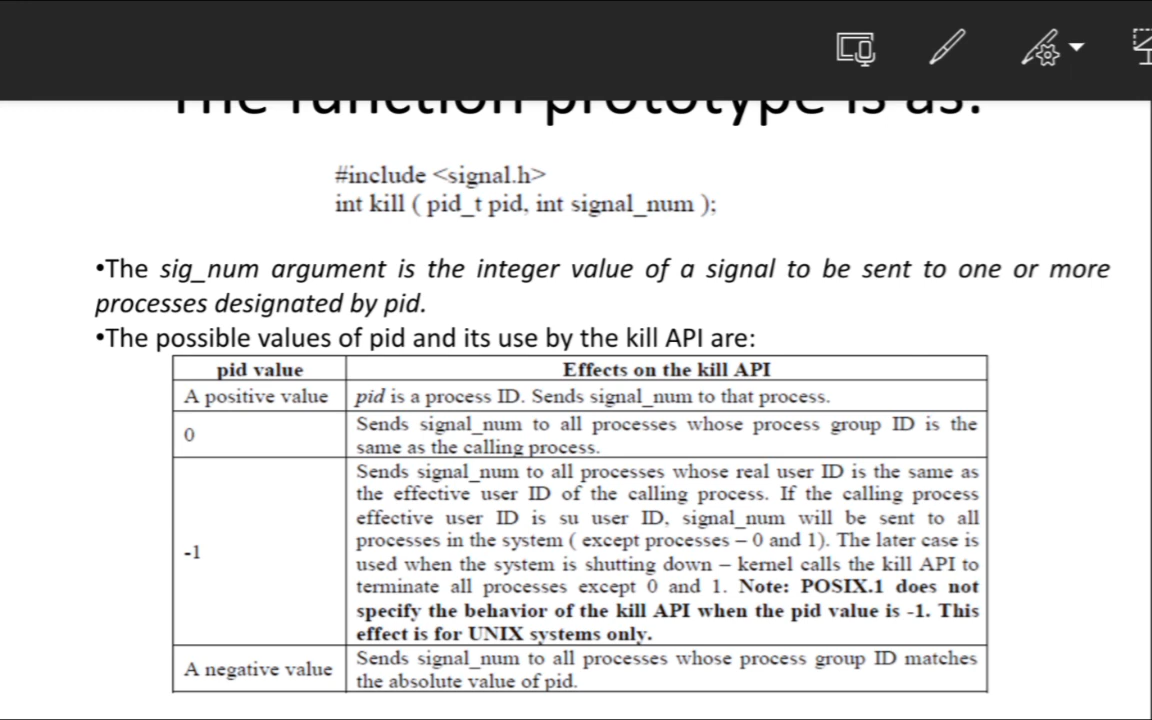 The function prototype is as:
#include <signal.h>
int kill ( pid_t pid, int signal_num );
•The sig_num argument is the integer value of a signal to be sent to one or more
processes designated by pid.
•The possible values of pid and its use by the kill API are:
pid value Effects on the kill API
A positive value pid is a process ID. Sends signal_num to that process.
0 Sends signal_num to all processes whose process group ID is the
same as the calling process.
-1 Sends signal_num to all processes whose real user ID is the same as
the effective user ID of the calling process. If the calling process
effective user ID is su user ID, signal_num will be sent to all
processes in the system ( except processes – 0 and 1). The later case is
used when the system is shutting down – kernel calls the kill API to
terminate all processes except 0 and 1. Note: POSIX.1 does not
specify the behavior of the kill API when the pid value is -1. This
effect is for UNIX systems only.
A negative value Sends signal_num to all processes whose process group ID matches
the absolute value of pid.